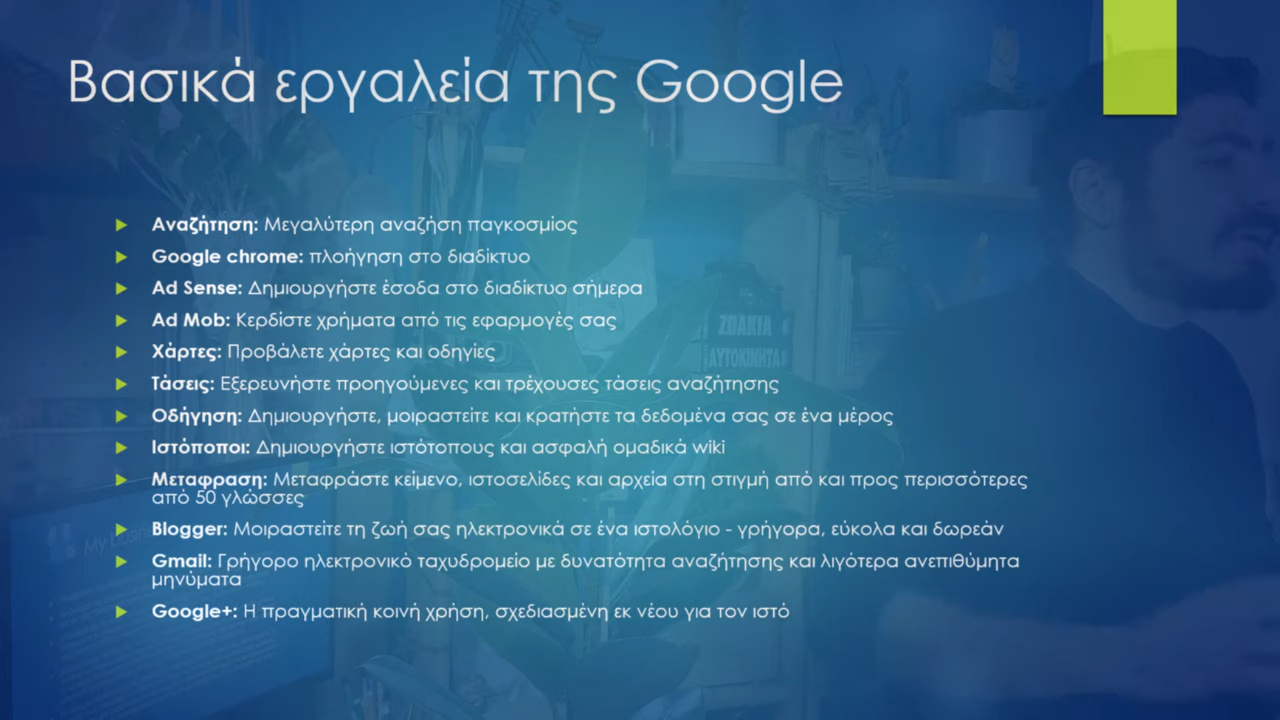 Βασικά εργαλεία της Google
Αναζήτηση: Μεγαλύτερη αναζήση παγκοσμίος
Google chrome: πλοήγηση στο διαδίκτυο
Ad Sense: Δημιουργήστε έσοδα στο διαδίκτυο σήμερα
Ad Mob: Κερδίστε χρήματα από τις εφαρμογές σας
Χάρτες: Προβάλετε χάρτες και οδηγίες
Τάσεις: Εξερευνήστε προηγούμενες και τρέχουσες τάσεις αναζήτησης
Οδήγηση: Δημιουργήστε, μοιραστείτε και κρατήστε τα δεδομένα σας σε ένα μέρος
Ιστόποποι: Δημιουργήστε ιστότοπους και ασφαλή ομαδικά wiki
Μεταφραση: Μεταφράστε κείμενο, ιστοσελίδες και αρχεία στη στιγμή από και προς περισσότερες
από 50 γλώσσες
Blogger: Μοιραστείτε τη ζωή σας ηλεκτρονικά σε ένα ιστολόγιο - γρήγορα, εύκολα και δωρεάν
Gmail: Γρήγορο ηλεκτρονικό ταχυδρομείο με δυνατότητα αναζήτησης και λιγότερα ανεπιθύμητα
μηνύματα
Google+: Η πραγματική κοινή χρήση, σχεδιασμένη εκ νέου για τον ιστό
ΖΠΑΚΙΑ
ΑΥΤΟΚΙΝΗΤΑ
My